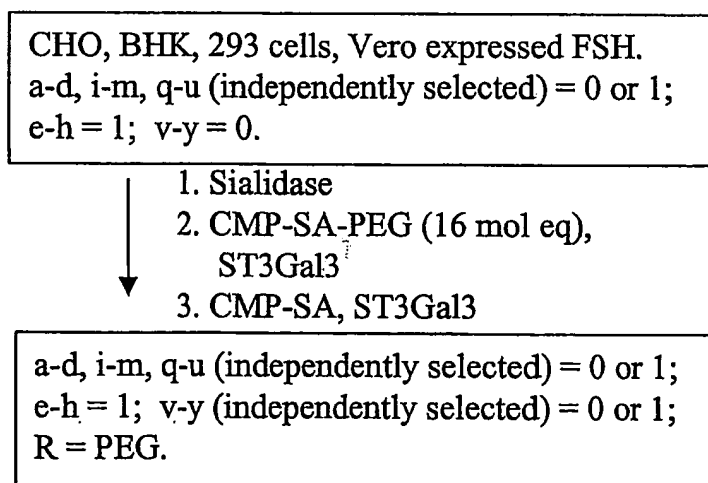 CHO, BHK, 293 cells, Vero expressed FSH.
a-d, i-m, q-u (independently selected) = 0 or 1;
e-h = 1; v-y = 0.
1. Sialidase
2. CMP-SA-PEG (16 mol eq),
ST3Gal3
3. CMP-SA, ST3Gal3
a-d, i-m, q-u (independently selected) = 0 or 1;
e-h = 1; v-y (independently selected) = 0 or 1;
R = PEG.